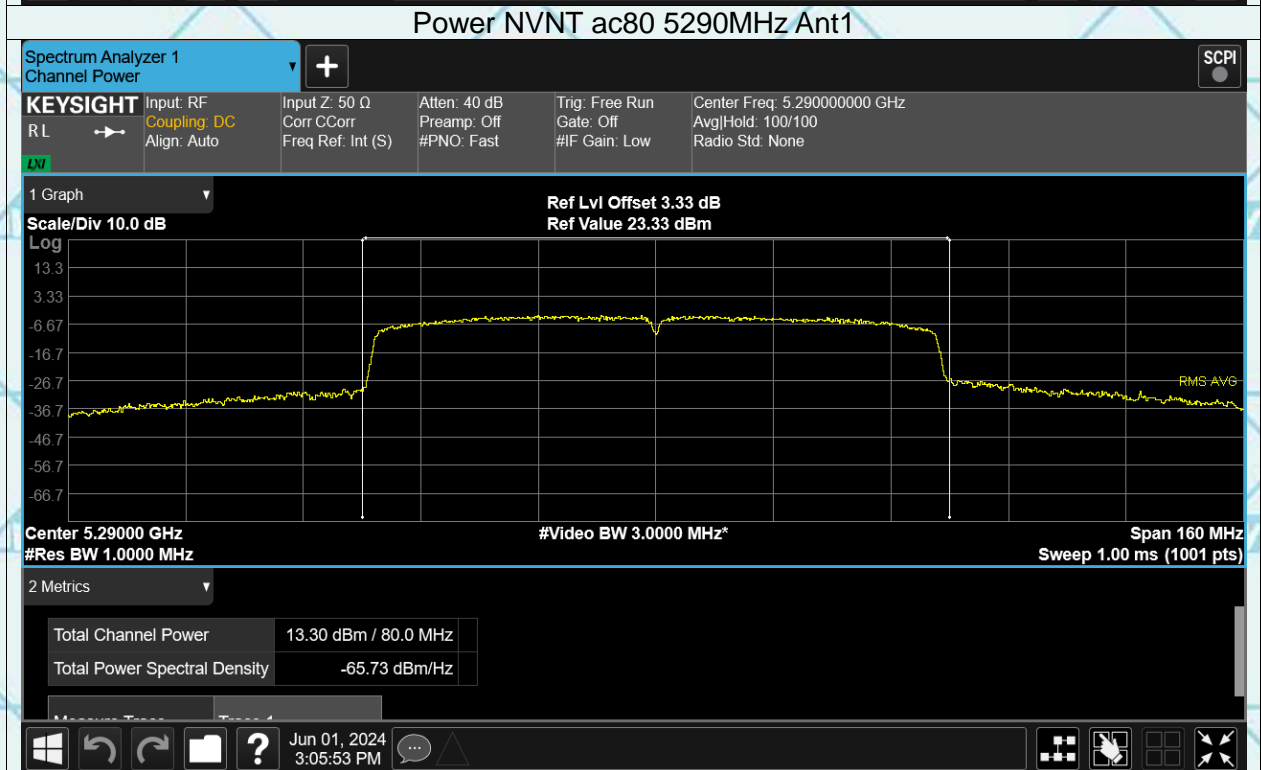 Power NVNT ac80 5290MHz Ant1
Spectrum Analyzer 1
Channel Power
SCPI
KEYSIGHT
R L
LXI
Input: RF
Coupling: DC
Align: Auto
Input Z: 50 Ω
Corr CCorr
Freq Ref: Int (S)
Atten: 40 dB
Preamp: Off
#PNO: Fast
Trig: Free Run
Gate: Off
#IF Gain: Low
Center Freq: 5.290000000 GHz
Avg|Hold: 100/100
Radio Std: None
1 Graph
Scale/Div 10.0 dB
Ref Lvl Offset 3.33 dB
Ref Value 23.33 dBm
Log
13.3
3.33
-6.67
-16.7
-26.7
-36.7
-46.7
-56.7
-66.7
RMS AVG
Center 5.29000 GHz
#Res BW 1.0000 MHz
#Video BW 3.0000 MHz*
Span 160 MHz
Sweep 1.00 ms (1001 pts)
2 Metrics
Total Channel Power 13.30 dBm / 80.0 MHz
Total Power Spectral Density -65.73 dBm/Hz
Jun 01, 2024
3:05:53 PM